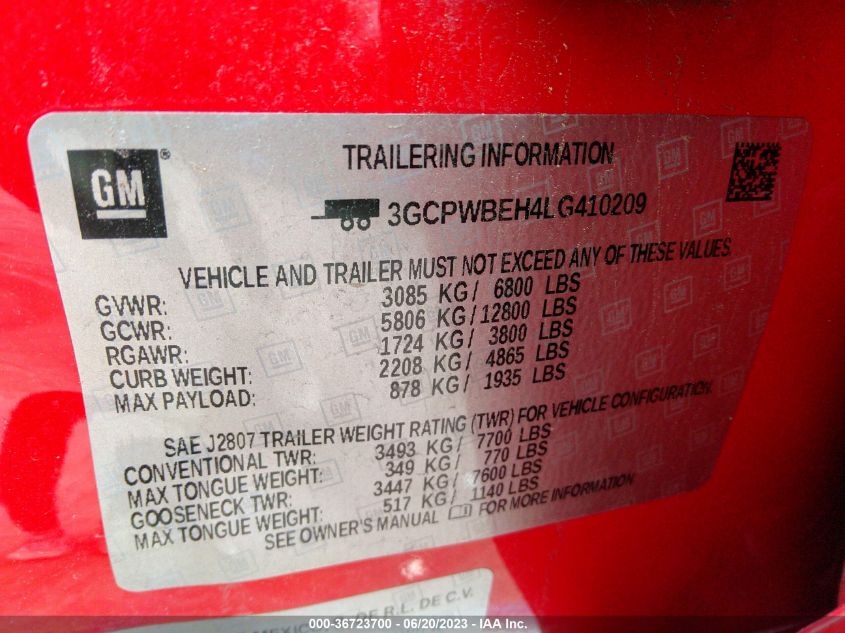 GM
TRAILERING INFORMATION
3GCPWBEH4LG410209
VEHICLE AND TRAILER MUST NOT EXCEED ANY OF THESE VALUES
GVWR: 3085 KG/ 6800 LBS
GCWR: 5806 KG/12800 LBS
RGAWR: 1724 KG/ 3800 LBS
CURB WEIGHT: 2208 KG/ 4865 LBS
MAX PAYLOAD: 878 KG/ 1935 LBS
SAE J2807 TRAILER WEIGHT RATING (TWR) FOR VEHICLE CONFIGURATION.
CONVENTIONAL TWR: 3493 KG/ 7700 LBS
MAX TONGUE WEIGHT: 349 KG/ 770 LBS
GOOSENECK TWR: 3447 KG/ 7600 LBS
MAX TONGUE WEIGHT: 517 KG/ 1140 LBS
SEE OWNER'S MANUAL FOR MORE INFORMATION
DE R.L. DE C.V.
000-36723700 - 06/20/2023 - IAA Inc.